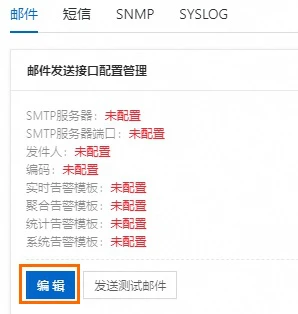 邮件 短信 SNMP SYSLOG
邮件发送接口配置管理
SMTP服务器：未配置
SMTP服务器端口：未配置
发件人：未配置
编码：未配置
实时告警模板：未配置
聚合告警模板：未配置
统计告警模板：未配置
系统告警模板：未配置
编辑 发送测试邮件